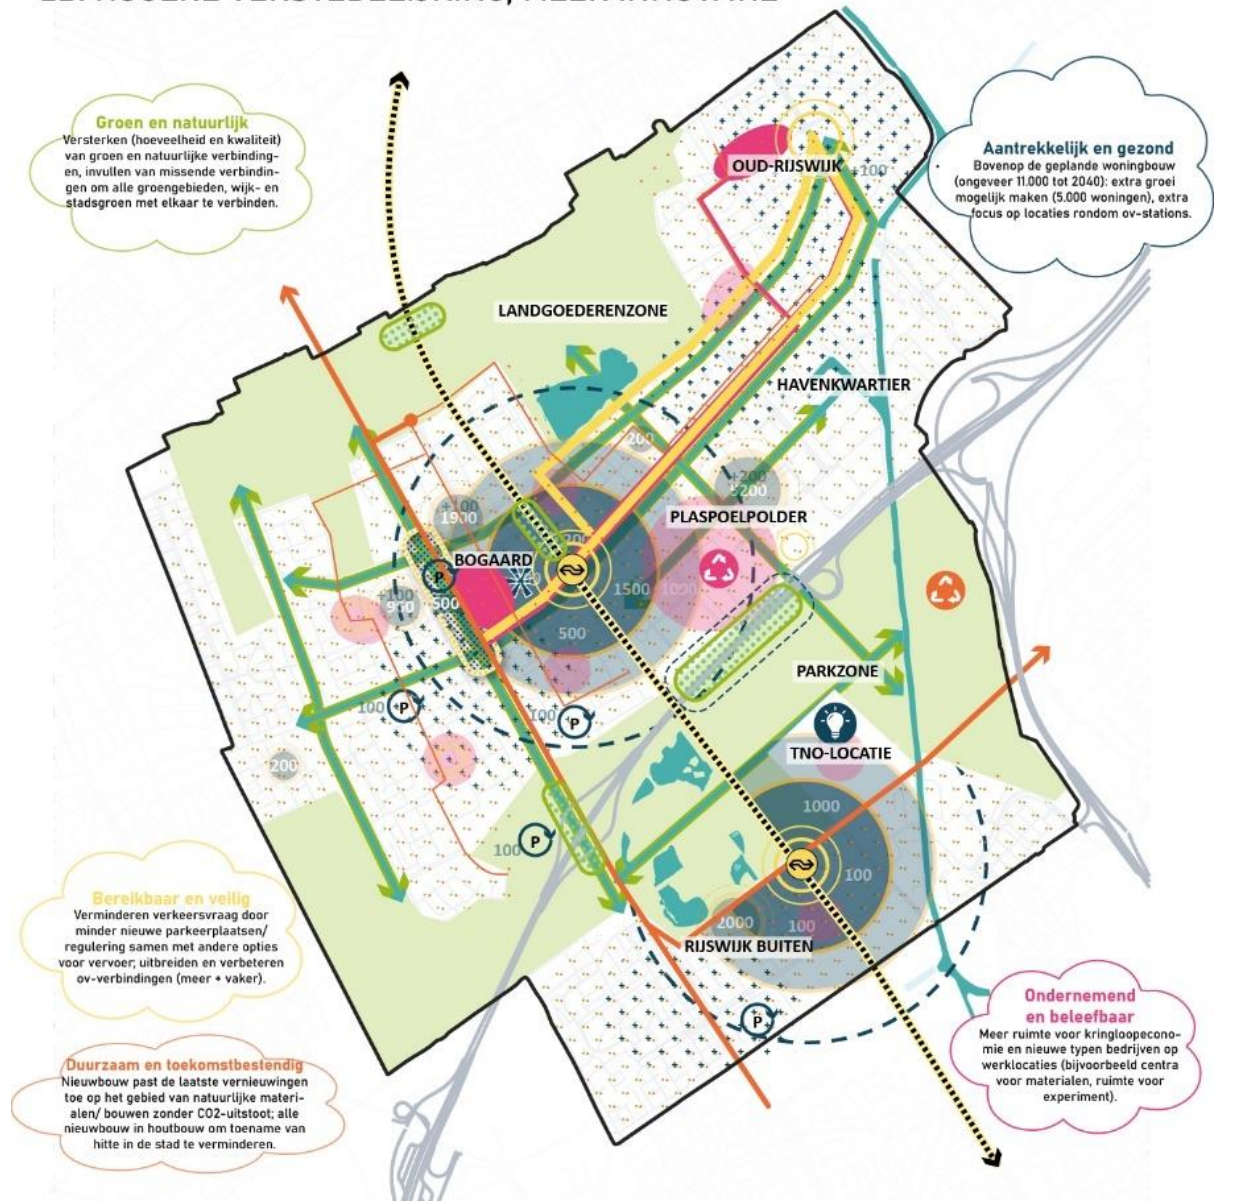 Groen en natuurlijk
Versterken (hoeveelheid en kwaliteit)
van groen en natuurlijke verbinding-
en, invullen van missende verbindin-
gen om alle groengebieden, wijk- en
stadsgroen met elkaar te verbinden.
Aantrekkelijk en gezond
Bovenop de geplande woningbouw
(ongeveer 11.000 tot 2040): extra groei
mogelijk maken (5.000 woningen), extra
focus op locaties rondom ov-stations.
OUD-RIJSWIJK
+100
LANDGOEDERENZONE
HAVENKWARTIER
200
+200
5200
+100
1900
PLASPOELPOLDER
BOGAARD
P
1500
500
+100
500
PARKZONE
100
P
100
P
TNO-LOCATIE
200
1000
100
P
100
2000
100
RIJSWIJK BUITEN
P
Bereikbaar en veilig
Verminderen verkeersvraag door
minder nieuwe parkeerplaatsen/
regulering samen met andere opties
voor vervoer; uitbreiden en verbeteren
ov-verbindingen (meer + vaker).
Ondernemend
en beleefbaar
Meer ruimte voor kringloopecono-
mie en nieuwe typen bedrijven op
werklocaties (bijvoorbeeld centra
voor materialen, ruimte voor
experiment).
Duurzaam en toekomstbestendig
Nieuwbouw past de laatste vernieuwingen
toe op het gebied van natuurlijke materi-
alen/ bouwen zonder CO2-uitstoot; alle
nieuwbouw in houtbouw om toename van
hitte in de stad te verminderen.